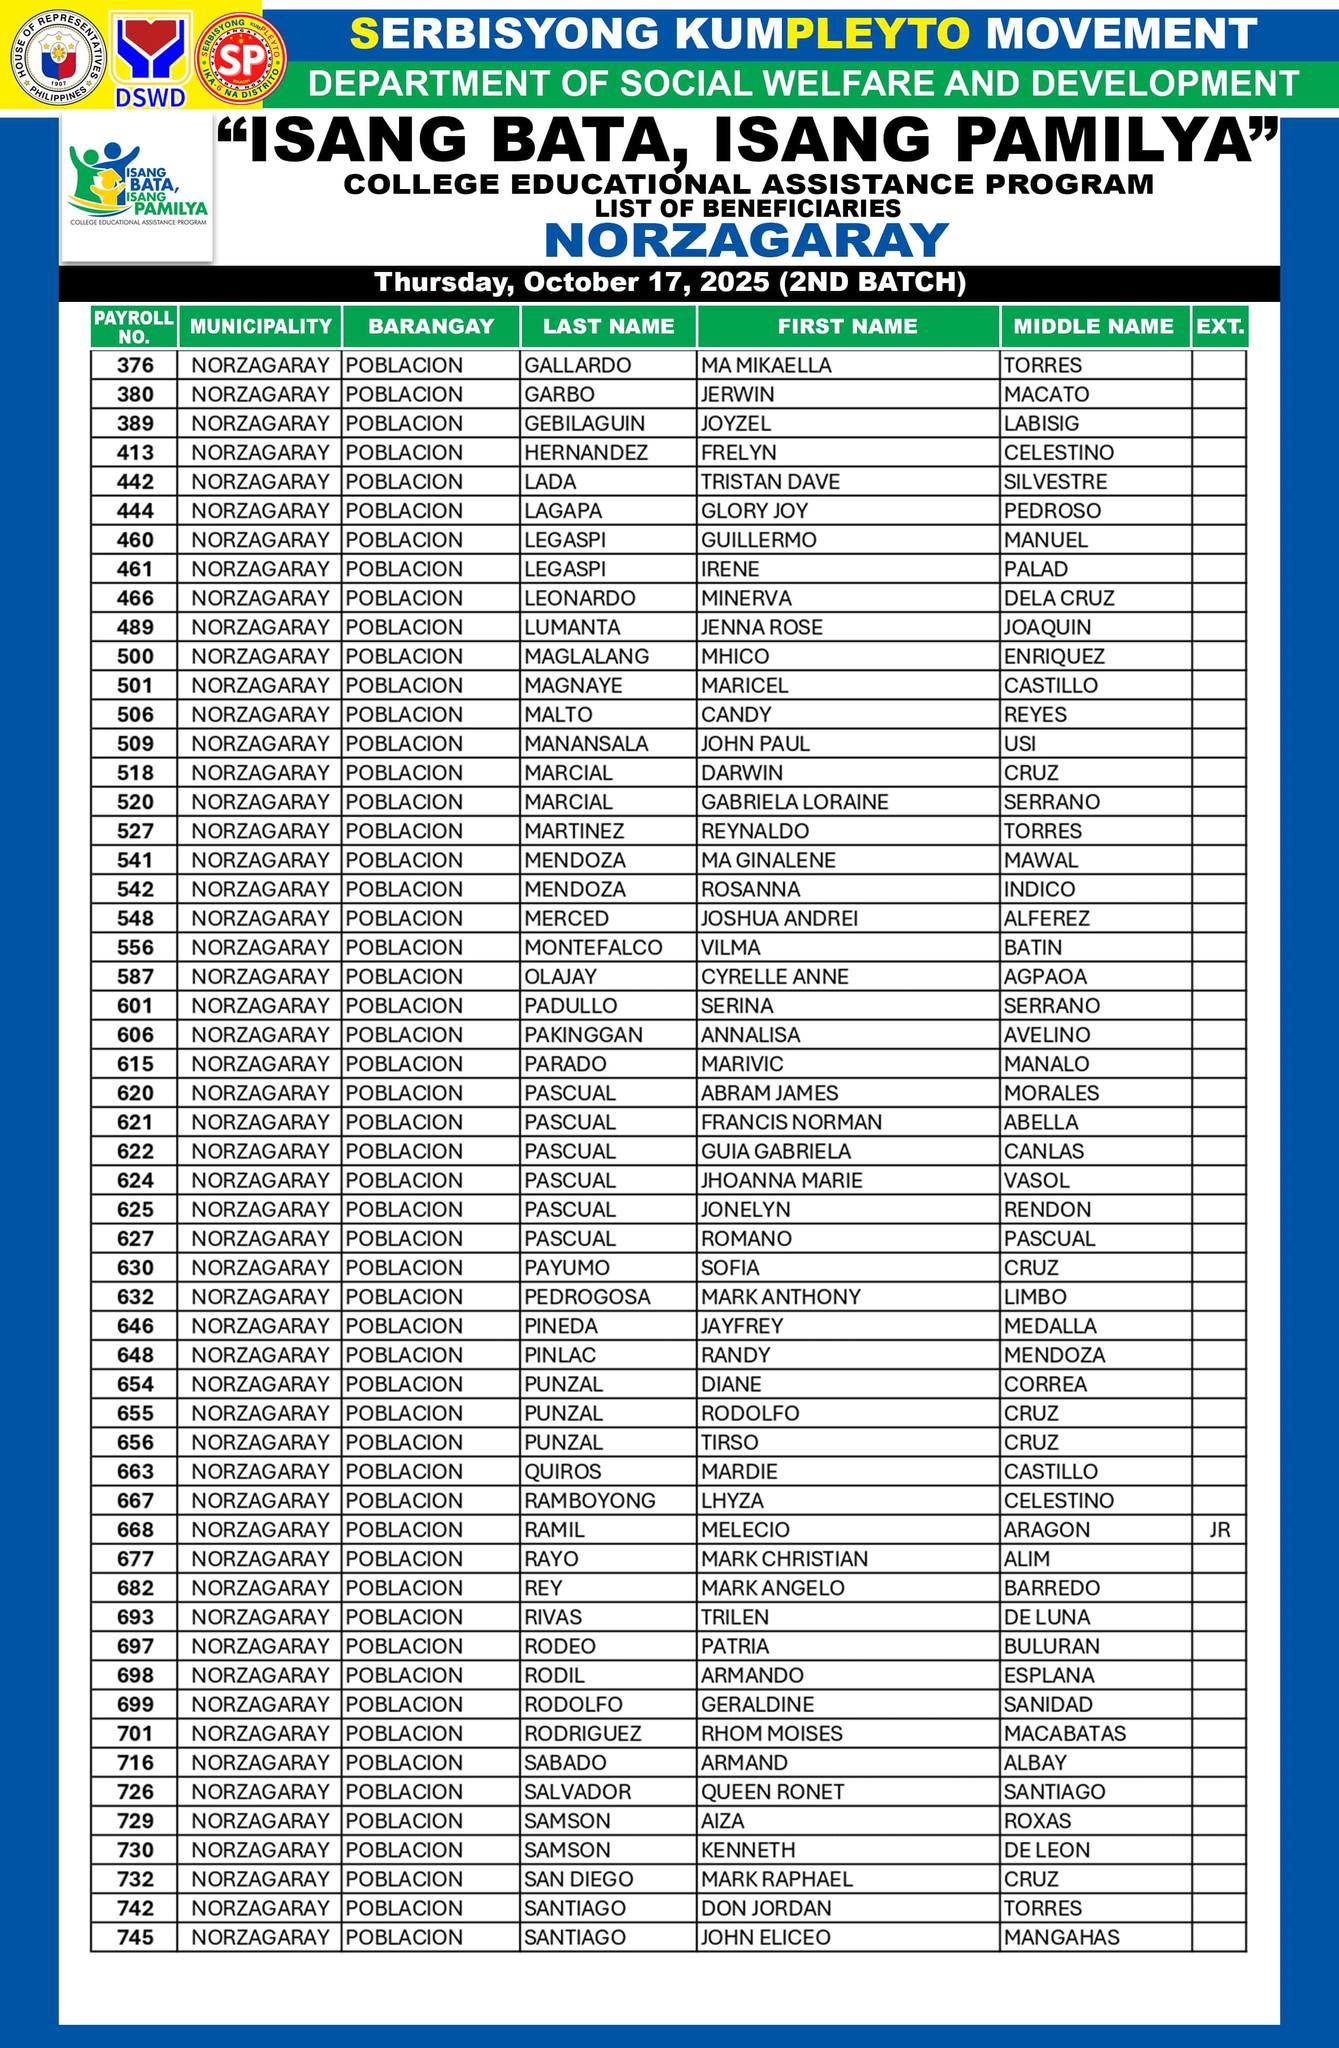 HOUSE OF REPRESENTATIVES
PHILIPPINES
1907
DSWD
SERBISYONG KUMPLEYTO
SP
IKA-6 NA DISTRITO
SERBISYONG KUMPLEYTO MOVEMENT
DEPARTMENT OF SOCIAL WELFARE AND DEVELOPMENT
ISANG
BATA,
ISANG
PAMILYA
COLLEGE EDUCATIONAL ASSISTANCE PROGRAM
“ISANG BATA, ISANG PAMILYA”
COLLEGE EDUCATIONAL ASSISTANCE PROGRAM
LIST OF BENEFICIARIES
NORZAGARAY
Thursday, October 17, 2025 (2ND BATCH)
PAYROLL NO. MUNICIPALITY BARANGAY LAST NAME FIRST NAME MIDDLE NAME EXT.
376 NORZAGARAY POBLACION GALLARDO MA MIKAELLA TORRES
380 NORZAGARAY POBLACION GARBO JERWIN MACATO
389 NORZAGARAY POBLACION GEBILAGUIN JOYZEL LABISIG
413 NORZAGARAY POBLACION HERNANDEZ FRELYN CELESTINO
442 NORZAGARAY POBLACION LADA TRISTAN DAVE SILVESTRE
444 NORZAGARAY POBLACION LAGAPA GLORY JOY PEDROSO
460 NORZAGARAY POBLACION LEGASPI GUILLERMO MANUEL
461 NORZAGARAY POBLACION LEGASPI IRENE PALAD
466 NORZAGARAY POBLACION LEONARDO MINERVA DELA CRUZ
489 NORZAGARAY POBLACION LUMANTA JENNA ROSE JOAQUIN
500 NORZAGARAY POBLACION MAGLALANG MHICO ENRIQUEZ
501 NORZAGARAY POBLACION MAGNAYE MARICEL CASTILLO
506 NORZAGARAY POBLACION MALTO CANDY REYES
509 NORZAGARAY POBLACION MANANSALA JOHN PAUL USI
518 NORZAGARAY POBLACION MARCIAL DARWIN CRUZ
520 NORZAGARAY POBLACION MARCIAL GABRIELA LORAINE SERRANO
527 NORZAGARAY POBLACION MARTINEZ REYNALDO TORRES
541 NORZAGARAY POBLACION MENDOZA MA GINALENE MAWAL
542 NORZAGARAY POBLACION MENDOZA ROSANNA INDICO
548 NORZAGARAY POBLACION MERCED JOSHUA ANDREI ALFEREZ
556 NORZAGARAY POBLACION MONTEFALCO VILMA BATIN
587 NORZAGARAY POBLACION OLAJAY CYRELLE ANNE AGPAOA
601 NORZAGARAY POBLACION PADULLO SERINA SERRANO
606 NORZAGARAY POBLACION PAKINGGAN ANNALISA AVELINO
615 NORZAGARAY POBLACION PARADO MARIVIC MANALO
620 NORZAGARAY POBLACION PASCUAL ABRAM JAMES MORALES
621 NORZAGARAY POBLACION PASCUAL FRANCIS NORMAN ABELLA
622 NORZAGARAY POBLACION PASCUAL GUIA GABRIELA CANLAS
624 NORZAGARAY POBLACION PASCUAL JHOANNA MARIE VASOL
625 NORZAGARAY POBLACION PASCUAL JONELYN RENDON
627 NORZAGARAY POBLACION PASCUAL ROMANO PASCUAL
630 NORZAGARAY POBLACION PAYUMO SOFIA CRUZ
632 NORZAGARAY POBLACION PEDROGOSA MARK ANTHONY LIMBO
646 NORZAGARAY POBLACION PINEDA JAYFREY MEDALLA
648 NORZAGARAY POBLACION PINLAC RANDY MENDOZA
654 NORZAGARAY POBLACION PUNZAL DIANE CORREA
655 NORZAGARAY POBLACION PUNZAL RODOLFO CRUZ
656 NORZAGARAY POBLACION PUNZAL TIRSO CRUZ
663 NORZAGARAY POBLACION QUIROS MARDIE CASTILLO
667 NORZAGARAY POBLACION RAMBOYONG LHYZA CELESTINO
668 NORZAGARAY POBLACION RAMIL MELECIO ARAGON JR
677 NORZAGARAY POBLACION RAYO MARK CHRISTIAN ALIM
682 NORZAGARAY POBLACION REY MARK ANGELO BARREDO
693 NORZAGARAY POBLACION RIVAS TRILEN DE LUNA
697 NORZAGARAY POBLACION RODEO PATRIA BULURAN
698 NORZAGARAY POBLACION RODIL ARMANDO ESPLANA
699 NORZAGARAY POBLACION RODOLFO GERALDINE SANIDAD
701 NORZAGARAY POBLACION RODRIGUEZ RHOM MOISES MACABATAS
716 NORZAGARAY POBLACION SABADO ARMAND ALBAY
726 NORZAGARAY POBLACION SALVADOR QUEEN RONET SANTIAGO
729 NORZAGARAY POBLACION SAMSON AIZA ROXAS
730 NORZAGARAY POBLACION SAMSON KENNETH DE LEON
732 NORZAGARAY POBLACION SAN DIEGO MARK RAPHAEL CRUZ
742 NORZAGARAY POBLACION SANTIAGO DON JORDAN TORRES
745 NORZAGARAY POBLACION SANTIAGO JOHN ELICEO MANGAHAS